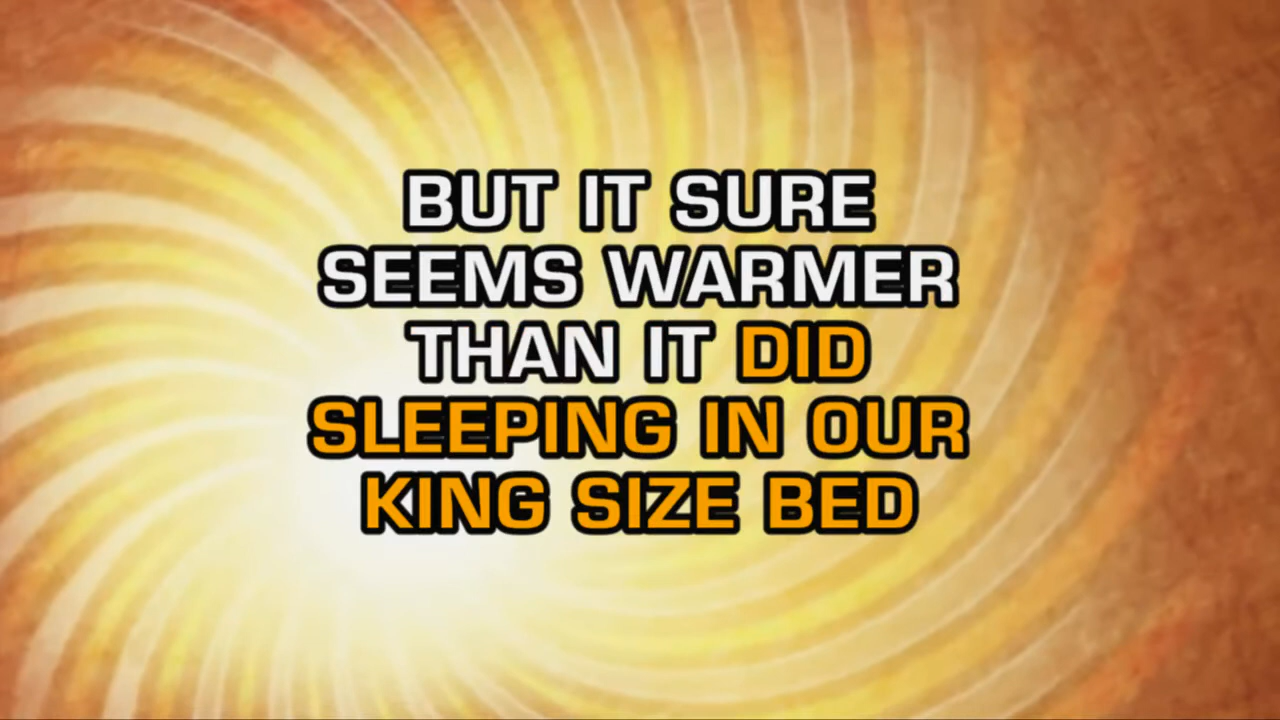 BUT IT SURE
SEEMS WARMER
THAN IT DID
SLEEPING IN OUR
KING SIZE BED